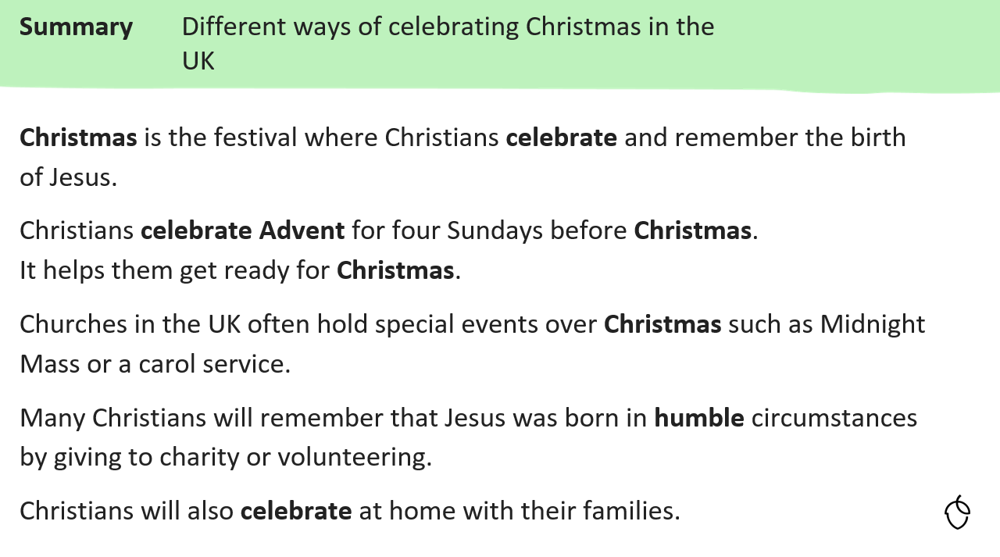 Summary Different ways of celebrating Christmas in the
UK
Christmas is the festival where Christians celebrate and remember the birth
of Jesus.
Christians celebrate Advent for four Sundays before Christmas.
It helps them get ready for Christmas.
Churches in the UK often hold special events over Christmas such as Midnight
Mass or a carol service.
Many Christians will remember that Jesus was born in humble circumstances
by giving to charity or volunteering.
Christians will also celebrate at home with their families.